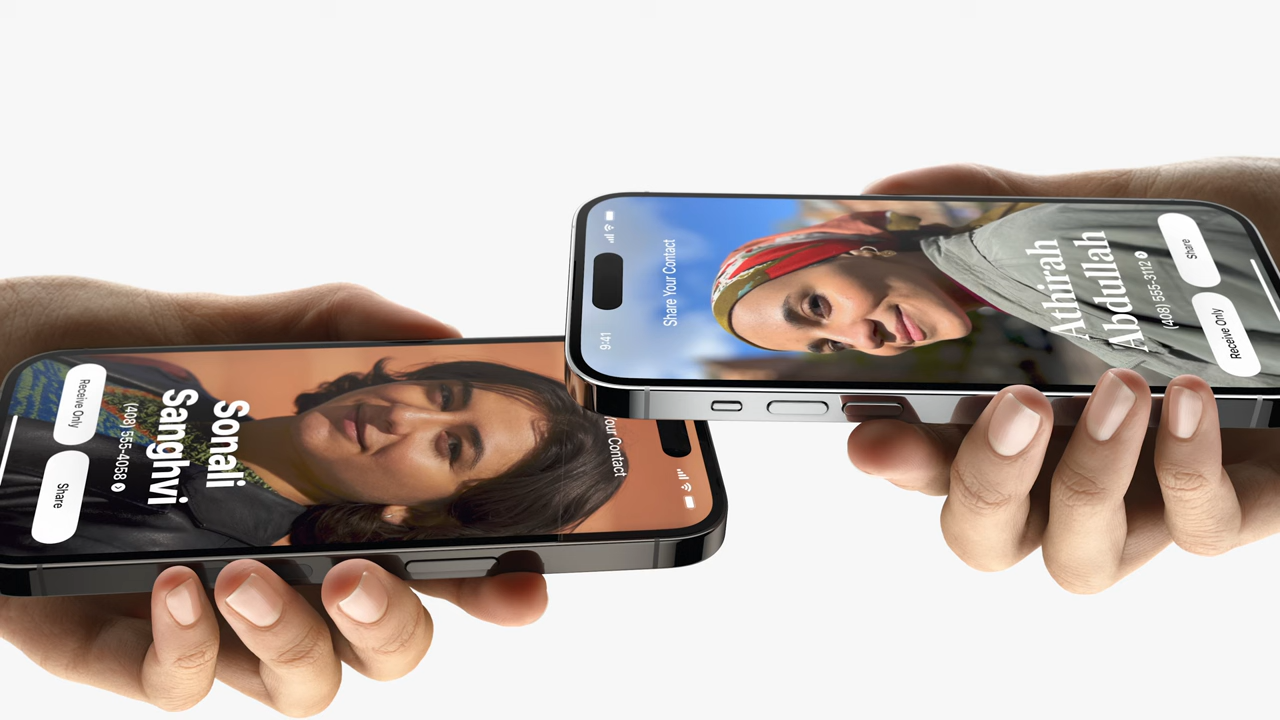 our Contact
Sonali
Sanghvi
(408) 555-4058
Receive Only
Share
9:41
Share Your Contact
Athirah
Abdullah
(408) 555-3112
Receive Only
Share